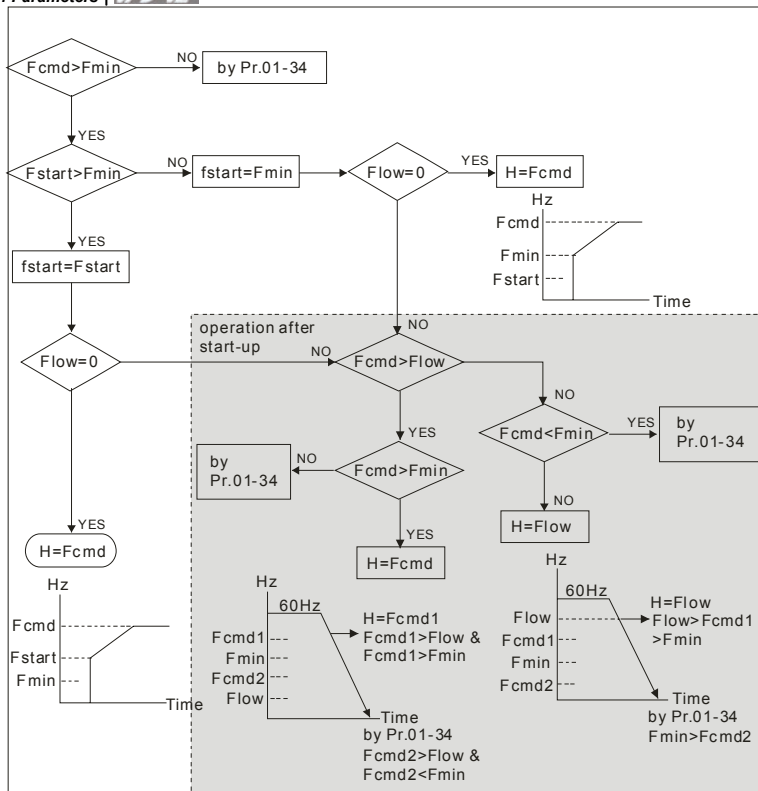 Parameters |
Fcmd>Fmin
NO
by Pr.01-34
YES
Fstart>Fmin
NO
fstart=Fmin
Flow=0
YES
H=Fcmd
Hz
Fcmd
Fmin
Fstart
Time
YES
fstart=Fstart
NO
operation after
start-up
Flow=0
NO
Fcmd>Flow
NO
YES
Fcmd<Fmin
YES
by
Pr.01-34
by
Pr.01-34
NO
Fcmd>Fmin
NO
H=Flow
YES
H=Fcmd
YES
H=Fcmd
Hz
Fcmd
Fstart
Fmin
Time
Hz
60Hz
H=Fcmd1
Fcmd1>Flow &
Fcmd1>Fmin
Fcmd1
Fmin
Fcmd2
Flow
Time
by Pr.01-34
Fcmd2>Flow &
Fcmd2<Fmin
Hz
60Hz
H=Flow
Flow>Fcmd1
>Fmin
Flow
Fcmd1
Fmin
Fcmd2
Time
by Pr.01-34
Fmin>Fcmd2